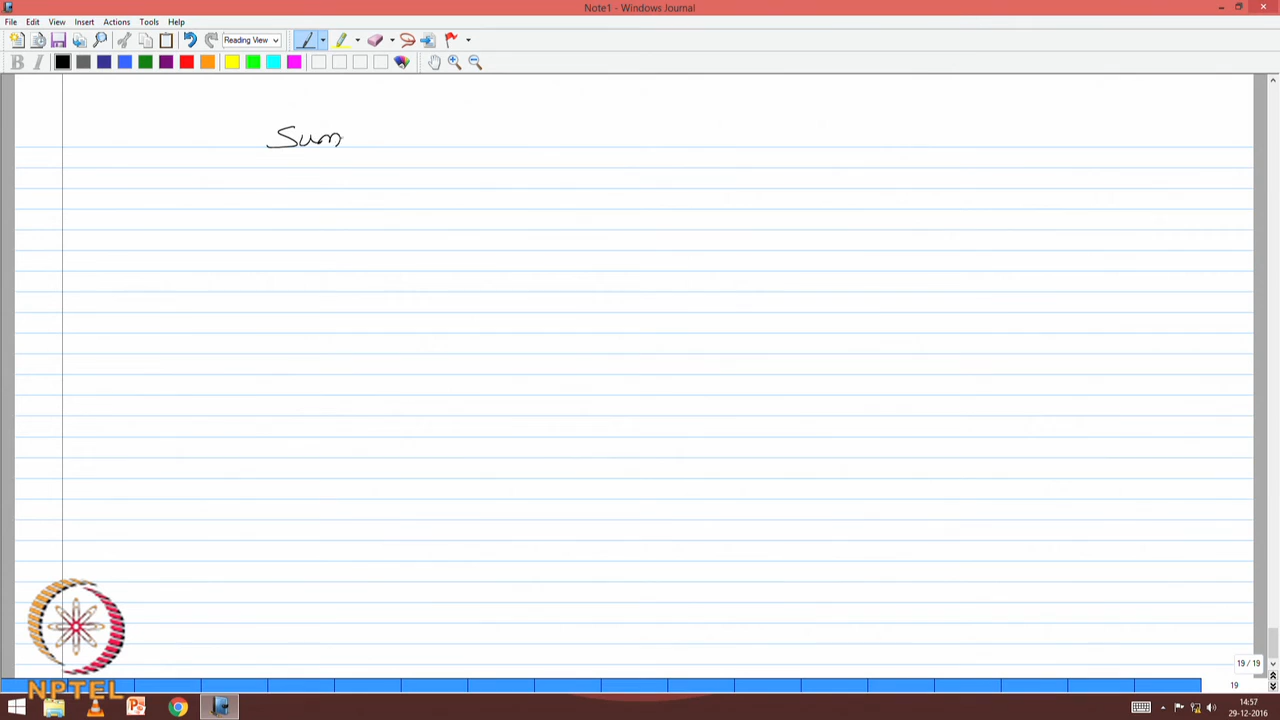 Note1 - Windows Journal
File Edit View Insert Actions Tools Help
Reading View
B I
Sum
19 / 19
19
NPTEL
14:57
29-12-2016